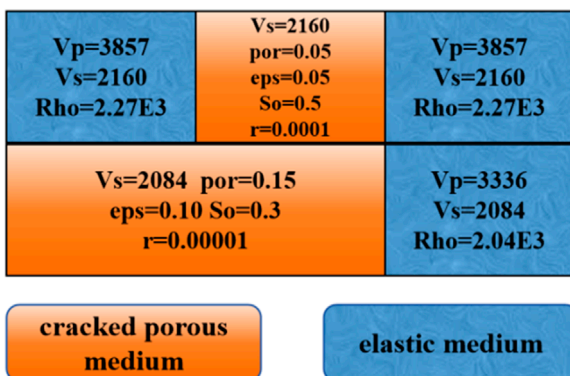 Vp=3857
Vs=2160
Rho=2.27E3
Vs=2160
por=0.05
eps=0.05
So=0.5
r=0.0001
Vp=3857
Vs=2160
Rho=2.27E3
Vs=2084 por=0.15
eps=0.10 So=0.3
r=0.00001
Vp=3336
Vs=2084
Rho=2.04E3
cracked porous
medium
elastic medium